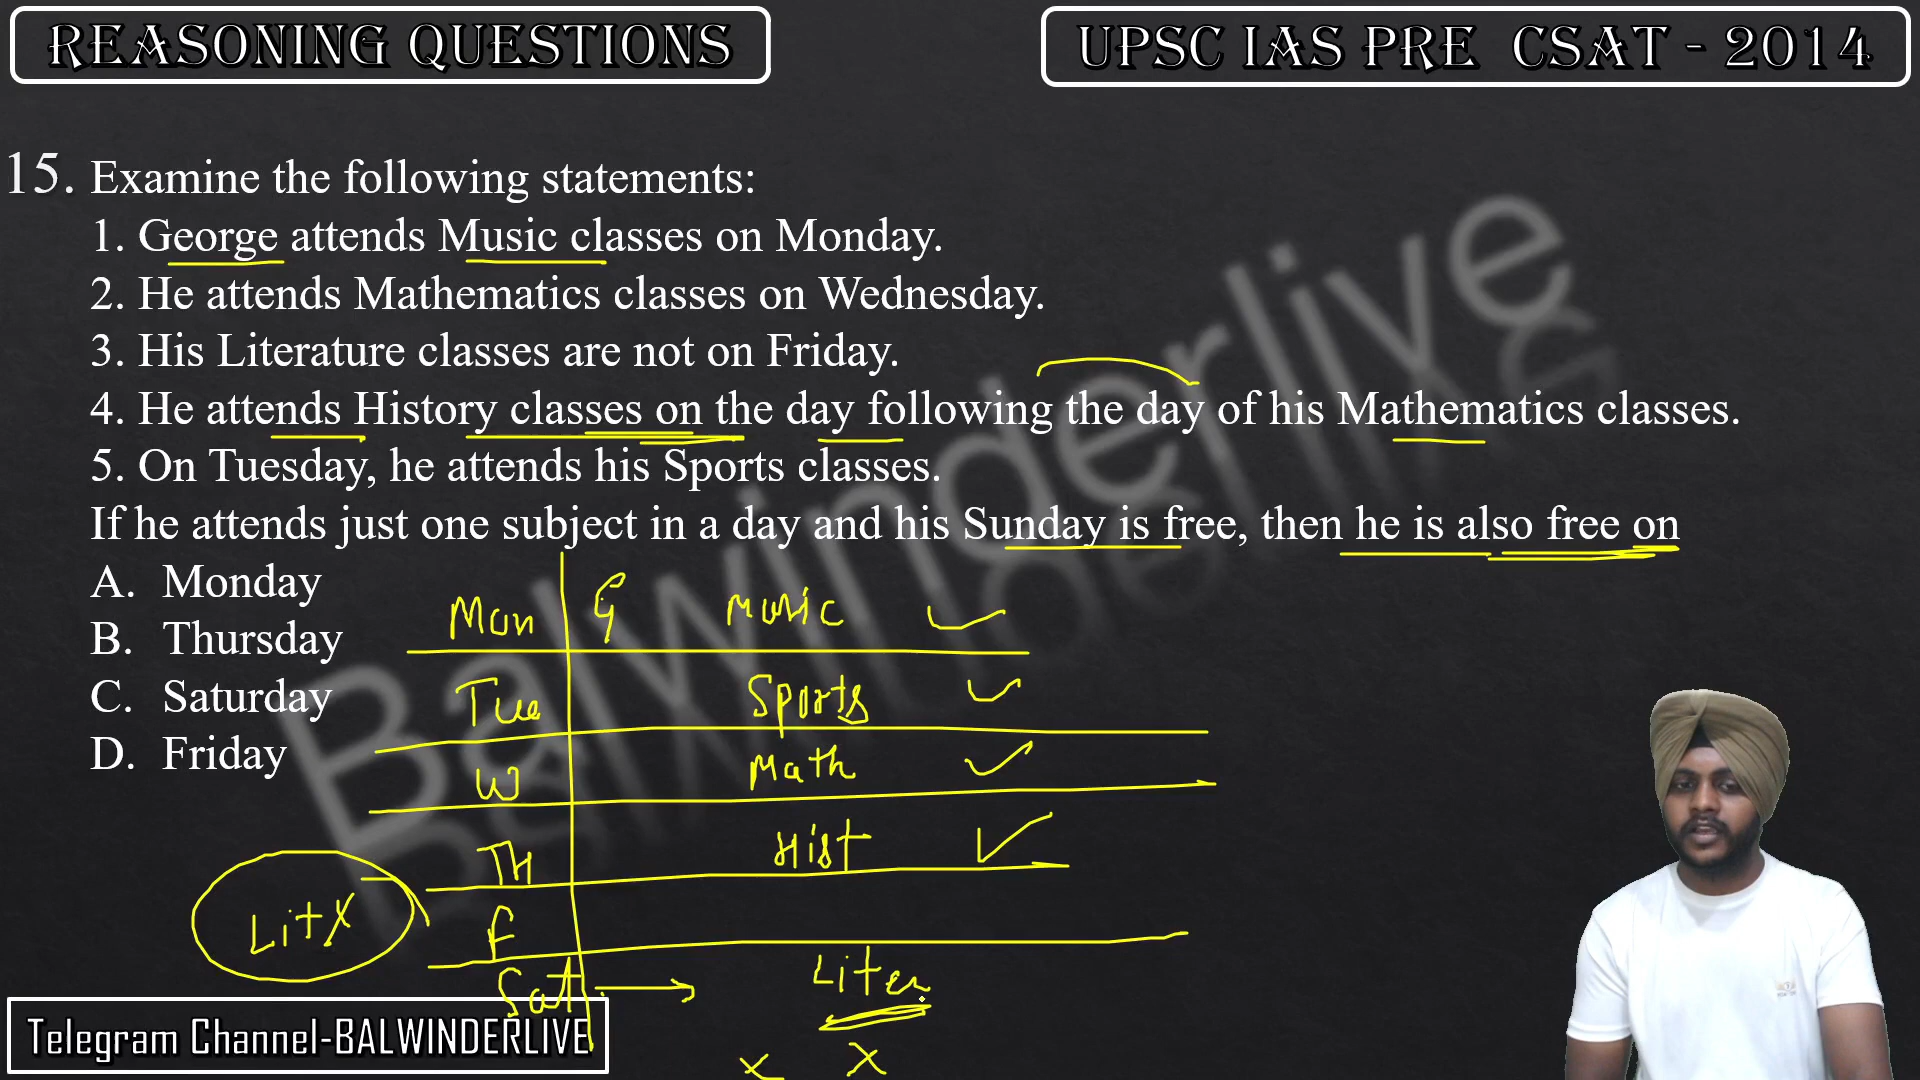 REASONING QUESTIONS
UPSC IAS PRE CSAT - 2014
15. Examine the following statements:
1. George attends Music classes on Monday.
2. He attends Mathematics classes on Wednesday.
3. His Literature classes are not on Friday.
4. He attends History classes on the day following the day of his Mathematics classes.
5. On Tuesday, he attends his Sports classes.
If he attends just one subject in a day and his Sunday is free, then he is also free on
A. Monday
B. Thursday
C. Saturday
D. Friday
Mon G Music
Tue Sports
W Math
TH Hist
Lit X
F
Sat Liter
X X
Telegram Channel-BALWINDERLIVE
Balwinderlive